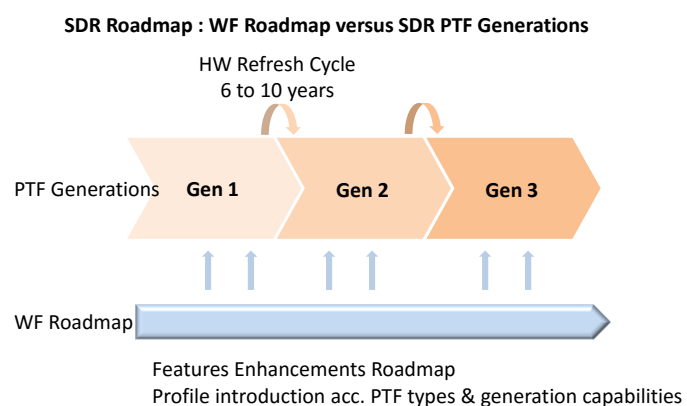 SDR Roadmap : WF Roadmap versus SDR PTF Generations
HW Refresh Cycle
6 to 10 years
PTF Generations
Gen 1
Gen 2
Gen 3
WF Roadmap
Features Enhancements Roadmap
Profile introduction acc. PTF types & generation capabilities